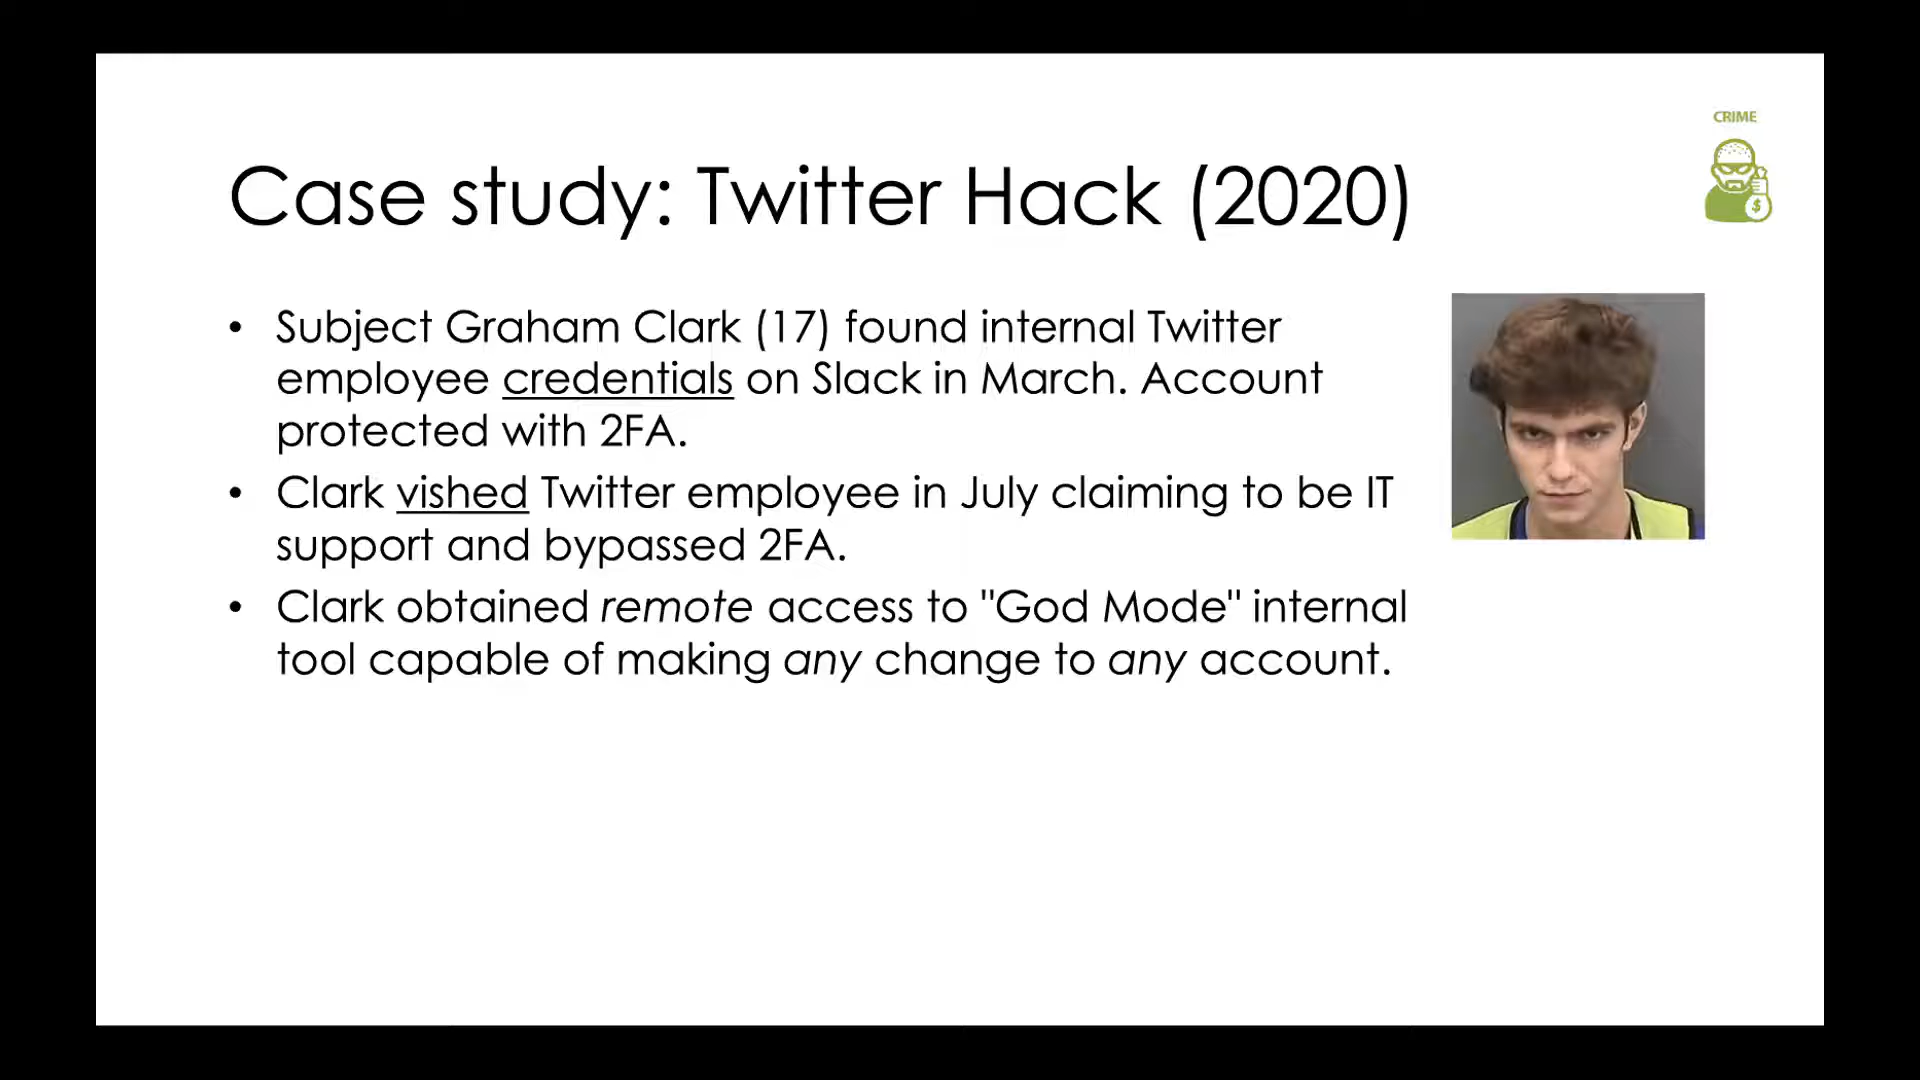 CRIME
Case study: Twitter Hack (2020)
• Subject Graham Clark (17) found internal Twitter
employee credentials on Slack in March. Account
protected with 2FA.
• Clark vished Twitter employee in July claiming to be IT
support and bypassed 2FA.
• Clark obtained remote access to "God Mode" internal
tool capable of making any change to any account.
$